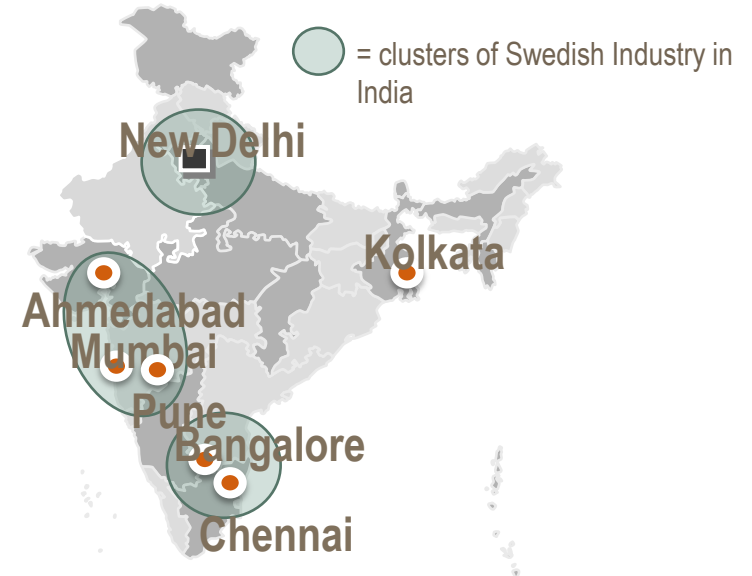 = clusters of Swedish Industry in
India
New Delhi
Kolkata
Ahmedabad
Mumbai
Pune
Bangalore
Chennai